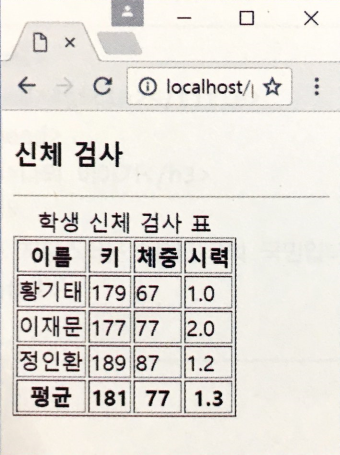 localhost/p
신체 검사
학생 신체 검사 표
이름 키 체중 시력
황기태 179 67 1.0
이재문 177 77 2.0
정인환 189 87 1.2
평균 181 77 1.3